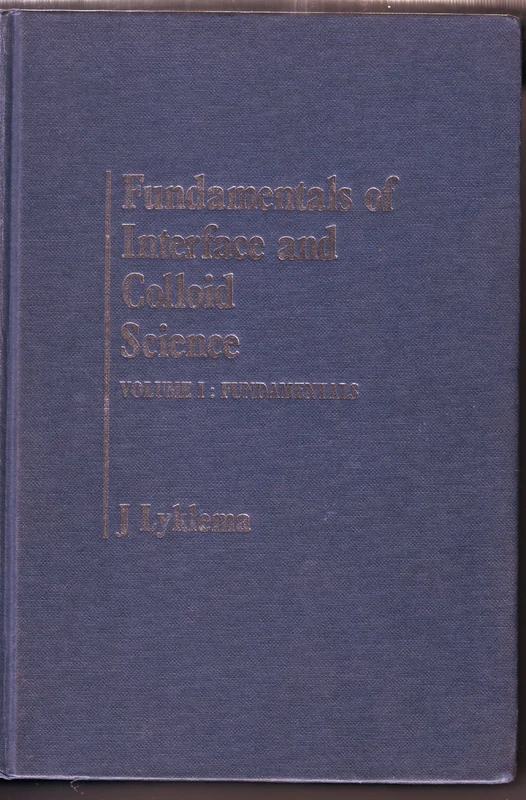 Fundamentals of
Interface and
Colloid
Science
VOLUME I : FUNDAMENTALS
J Lyklema